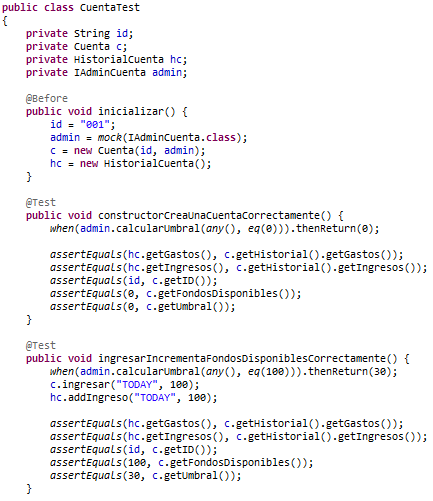 public class CuentaTest
{
    private String id;
    private Cuenta c;
    private HistorialCuenta hc;
    private IAdminCuenta admin;

    @Before
    public void inicializar() {
        id = "001";
        admin = mock(IAdminCuenta.class);
        c = new Cuenta(id, admin);
        hc = new HistorialCuenta();
    }

    @Test
    public void constructorCreaUnaCuentaCorrectamente() {
        when(admin.calcularUmbral(any(), eq(0))).thenReturn(0);

        assertEquals(hc.getGastos(), c.getHistorial().getGastos());
        assertEquals(hc.getIngresos(), c.getHistorial().getIngresos());
        assertEquals(id, c.getID());
        assertEquals(0, c.getFondosDisponibles());
        assertEquals(0, c.getUmbral());
    }

    @Test
    public void ingresarIncrementaFondosDisponiblesCorrectamente() {
        when(admin.calcularUmbral(any(), eq(100))).thenReturn(30);
        c.ingresar("TODAY", 100);
        hc.addIngreso("TODAY", 100);

        assertEquals(hc.getGastos(), c.getHistorial().getGastos());
        assertEquals(hc.getIngresos(), c.getHistorial().getIngresos());
        assertEquals(id, c.getID());
        assertEquals(100, c.getFondosDisponibles());
        assertEquals(30, c.getUmbral());
    }